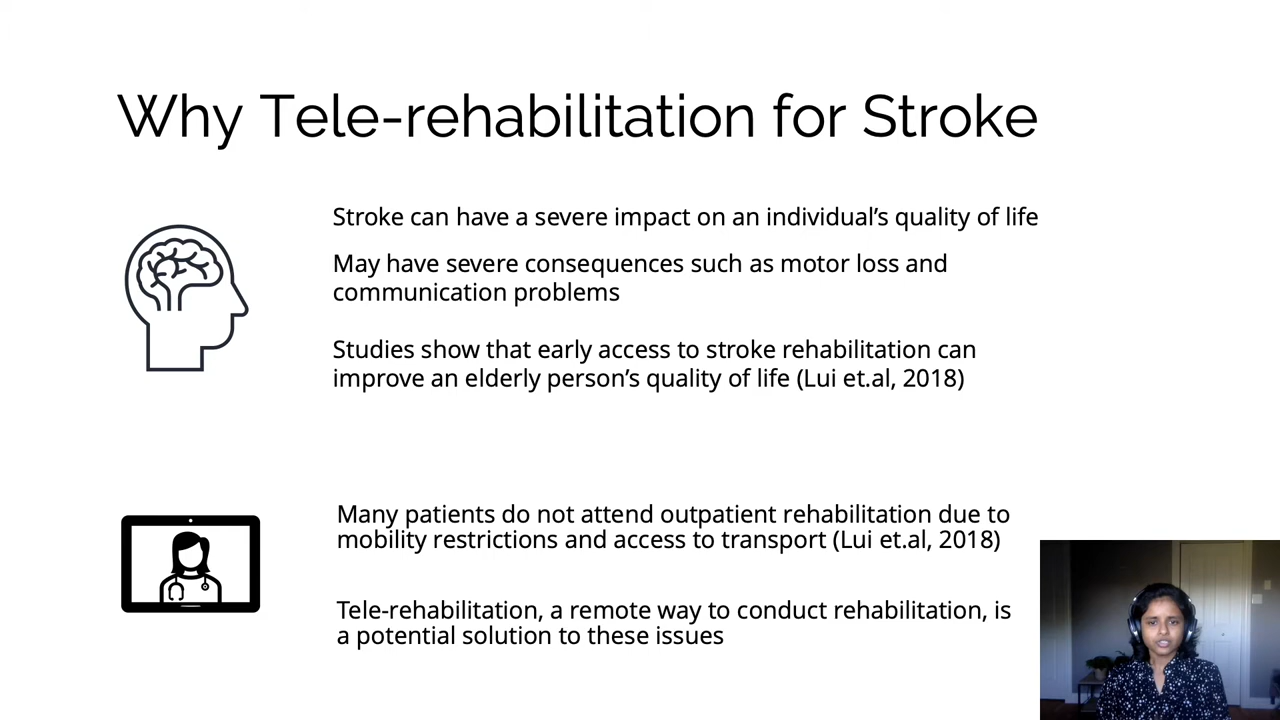 Why Tele-rehabilitation for Stroke
Stroke can have a severe impact on an individual’s quality of life
May have severe consequences such as motor loss and
communication problems
Studies show that early access to stroke rehabilitation can
improve an elderly person’s quality of life (Lui et.al, 2018)
Many patients do not attend outpatient rehabilitation due to
mobility restrictions and access to transport (Lui et.al, 2018)
Tele-rehabilitation, a remote way to conduct rehabilitation, is
a potential solution to these issues